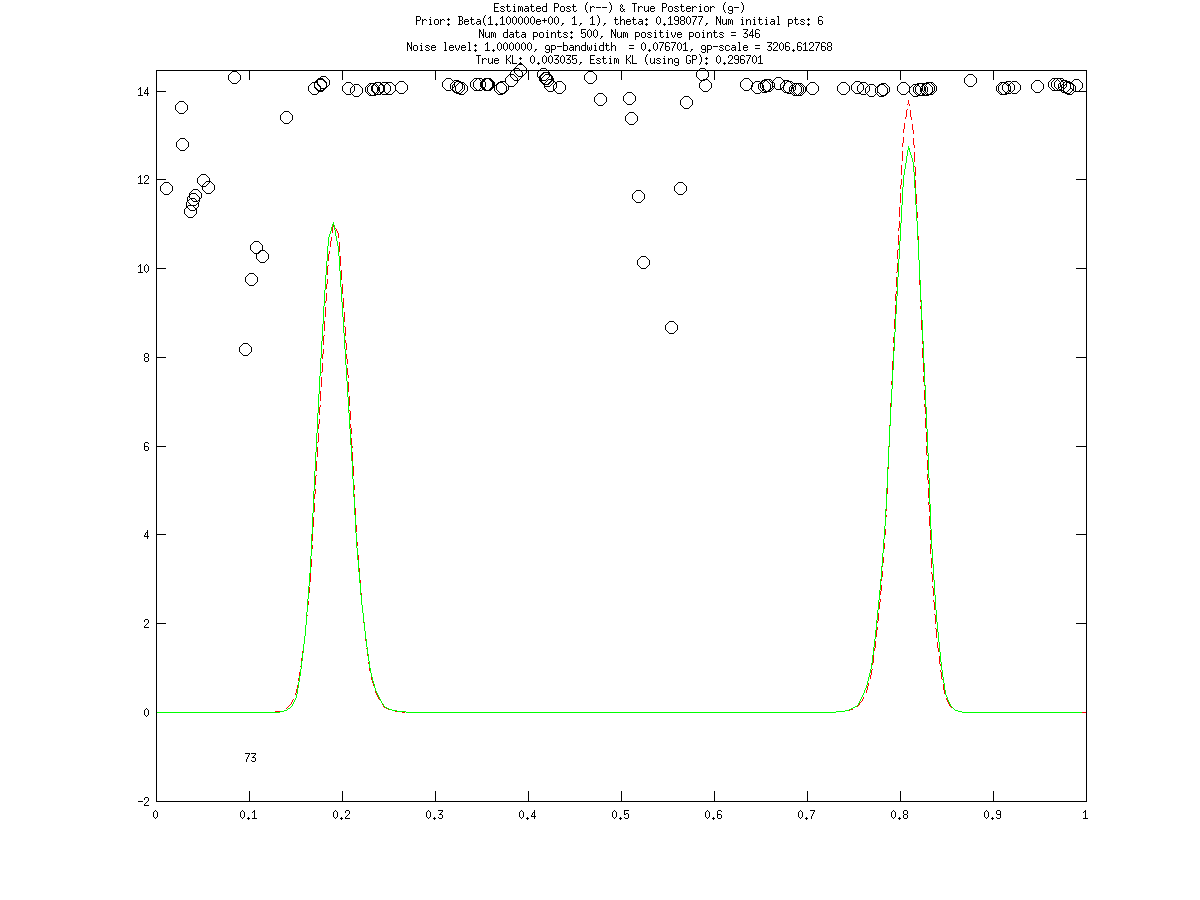 Estimated Post (r--) & True Posterior (g-)
Prior: Beta(1.100000e+00, 1, 1), theta: 0.198077, Num initial pts: 6
Num data points: 500, Num positive points = 346
Noise level: 1.000000, gp-bandwidth  = 0.076701, gp-scale = 3206.612768
True KL: 0.003035, Estim KL (using GP): 0.296701
14
12
10
8
6
4
2
0
73
-2
0 0.1 0.2 0.3 0.4 0.5 0.6 0.7 0.8 0.9 1